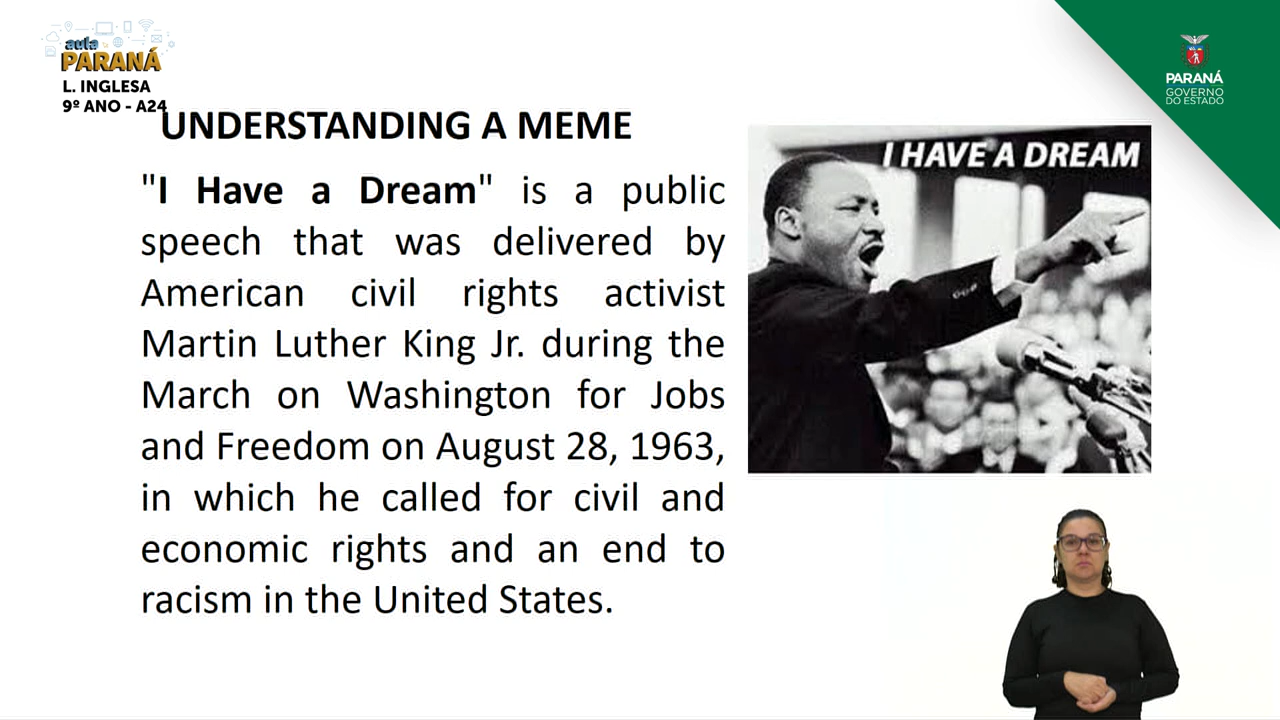 aula
PARANÁ
L. INGLESA
9º ANO - A24
PARANÁ
GOVERNO
DO ESTADO
UNDERSTANDING A MEME
"I Have a Dream" is a public
speech that was delivered by
American civil rights activist
Martin Luther King Jr. during the
March on Washington for Jobs
and Freedom on August 28, 1963,
in which he called for civil and
economic rights and an end to
racism in the United States.
I HAVE A DREAM